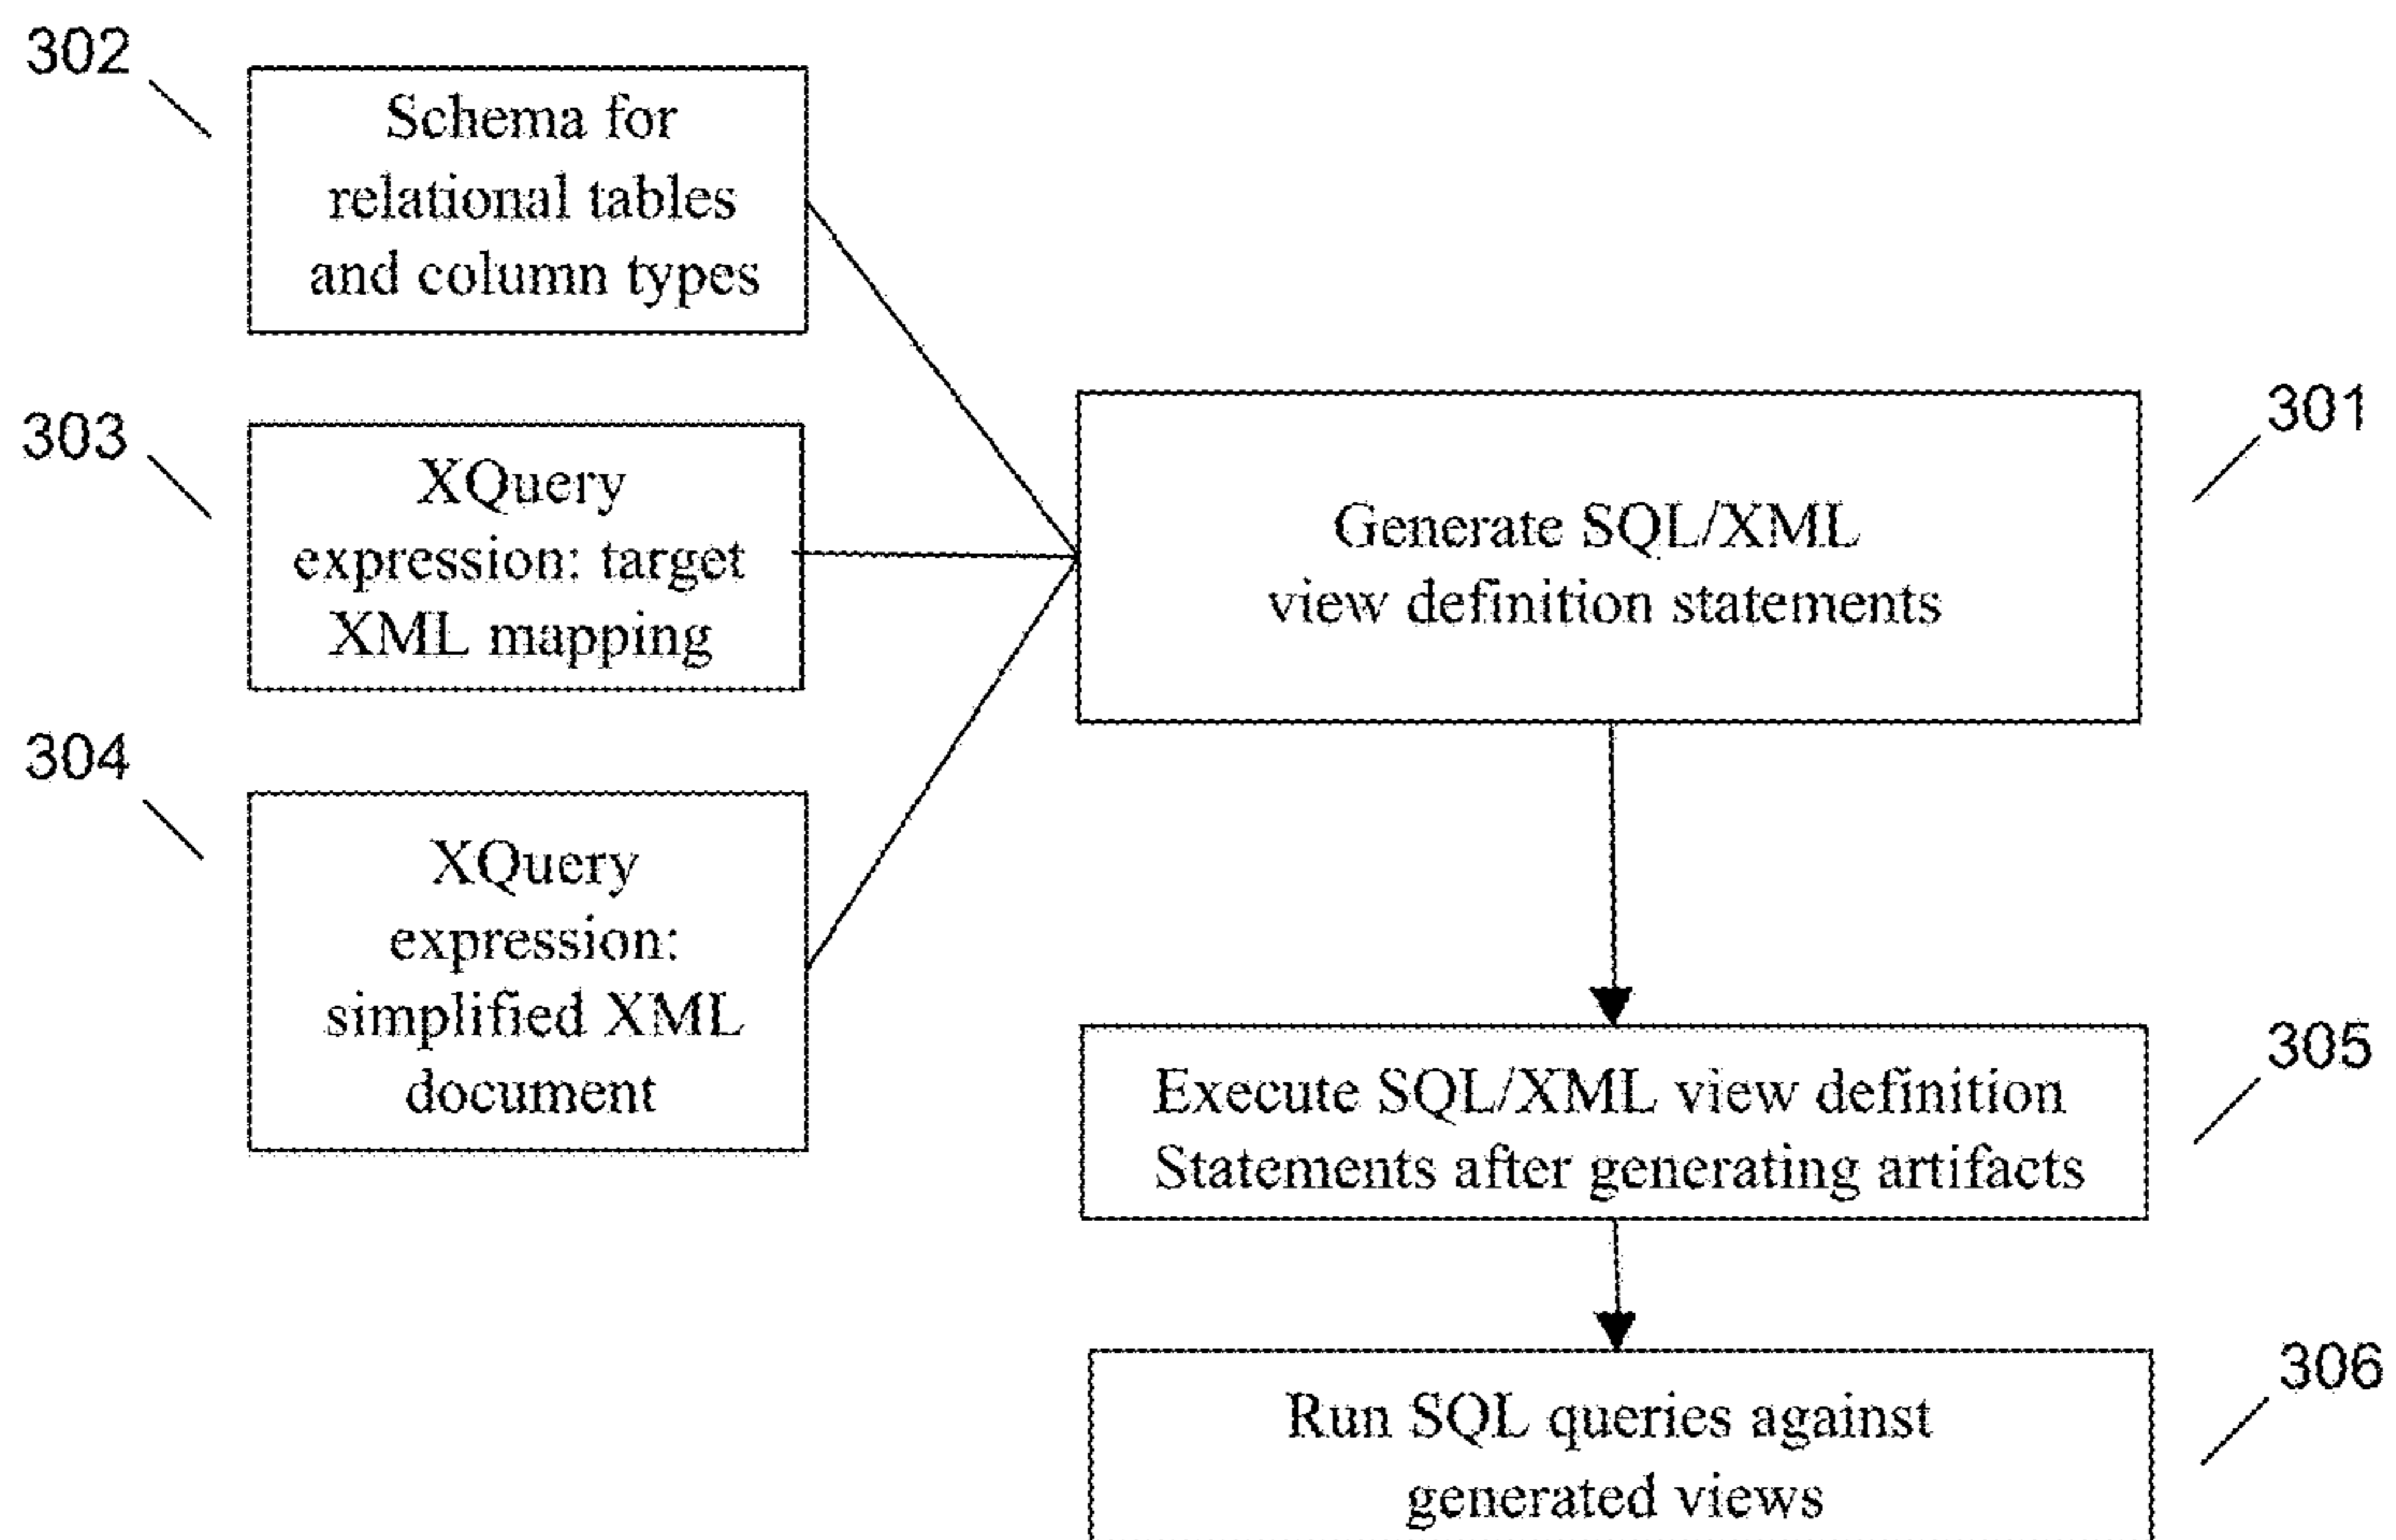 302
Schema for
relational tables
and column types
303
XQuery
expression: target
XML mapping
304
XQuery
expression:
simplified XML
document
301
Generate SQL/XML
view definition statements
305
Execute SQL/XML view definition
Statements after generating artifacts
306
Run SQL queries against
generated views